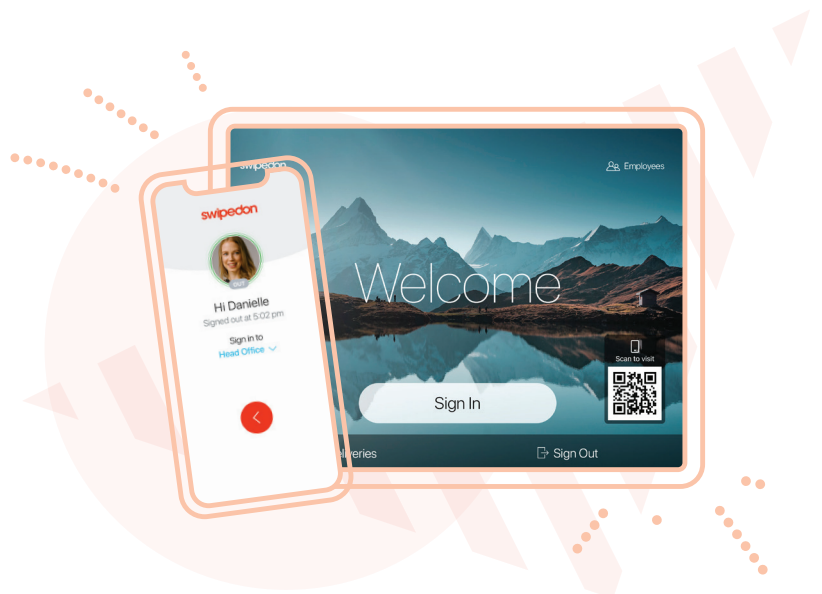 swipedon
Employees
Welcome
Scan to visit
Sign In
Sign Out
swipedon
OUT
Hi Danielle
Signed out at 5:02 pm
Sign in to
Head Office